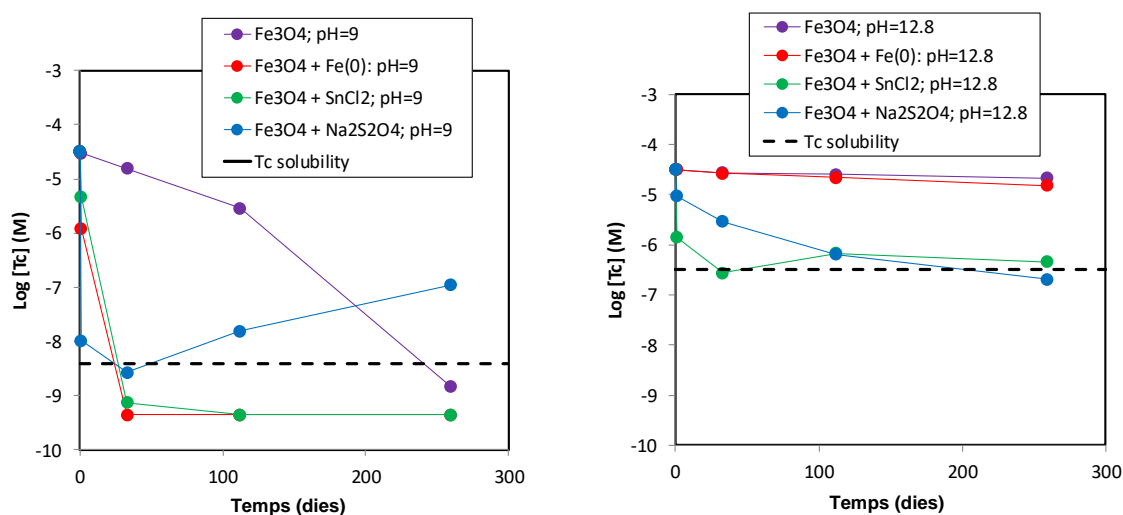 Fe3O4; pH=9
Fe3O4 + Fe(0): pH=9
Fe3O4 + SnCl2; pH=9
Fe3O4 + Na2S2O4; pH=9
Tc solubility
-3
-4
-5
-6
-7
-8
-9
-10
Log [Tc] (M)
0
100
200
300
Temps (dies)
Fe3O4; pH=12.8
Fe3O4 + Fe(0): pH=12.8
Fe3O4 + SnCl2; pH=12.8
Fe3O4 + Na2S2O4; pH=12.8
Tc solubility
-3
-4
-5
-6
-7
-8
-9
-10
Log [Tc] (M)
0
100
200
300
Temps (dies)